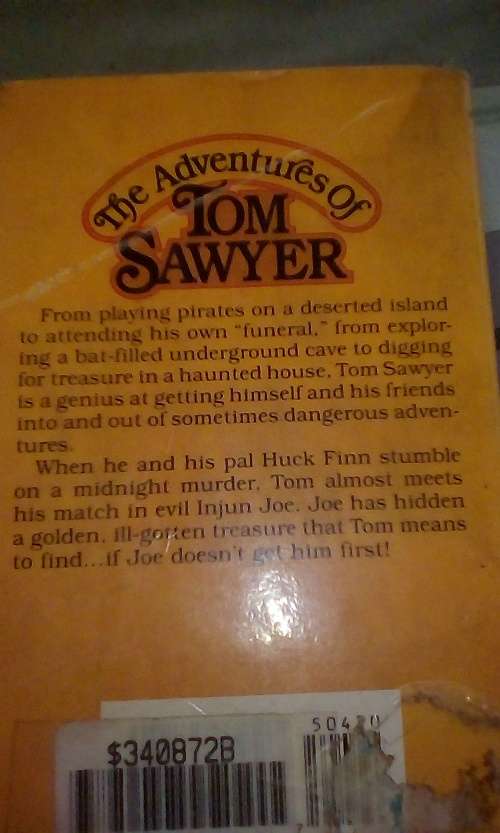 The Adventures Of
TOM
SAWYER
From playing pirates on a deserted island
to attending his own "funeral," from explor-
ing a bat-filled underground cave to digging
for treasure in a haunted house, Tom Sawyer
is a genius at getting himself and his friends
into and out of sometimes dangerous adven-
tures.
When he and his pal Huck Finn stumble
on a midnight murder, Tom almost meets
his match in evil Injun Joe. Joe has hidden
a golden, ill-gotten treasure that Tom means
to find...if Joe doesn't get him first!
$340872B